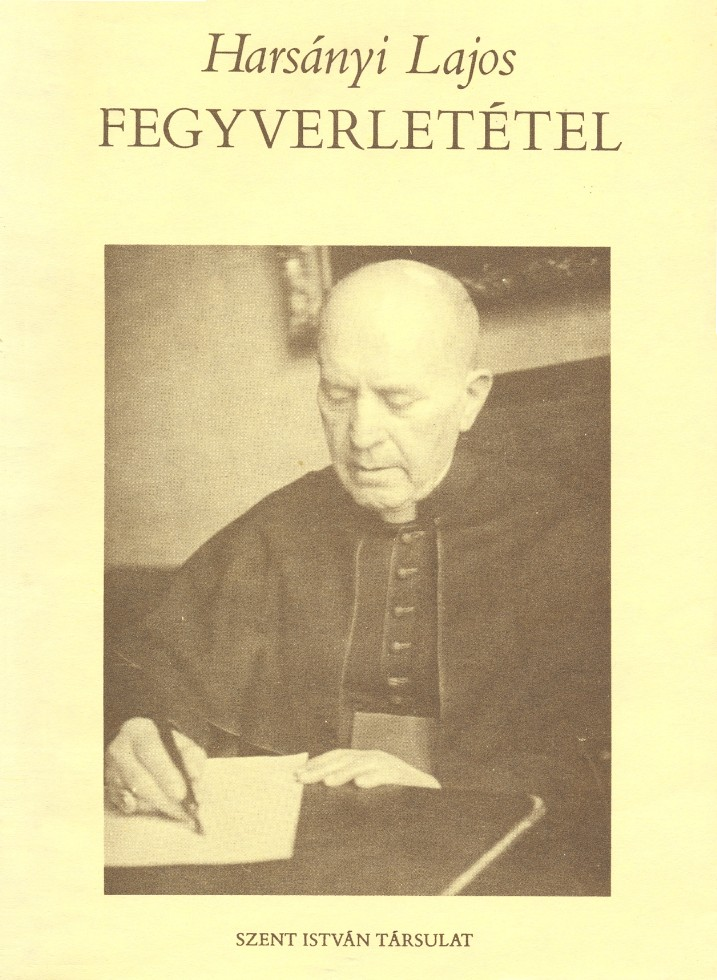 Harsányi Lajos
FEGYVERLETÉTEL
SZENT ISTVÁN TÁRSULAT